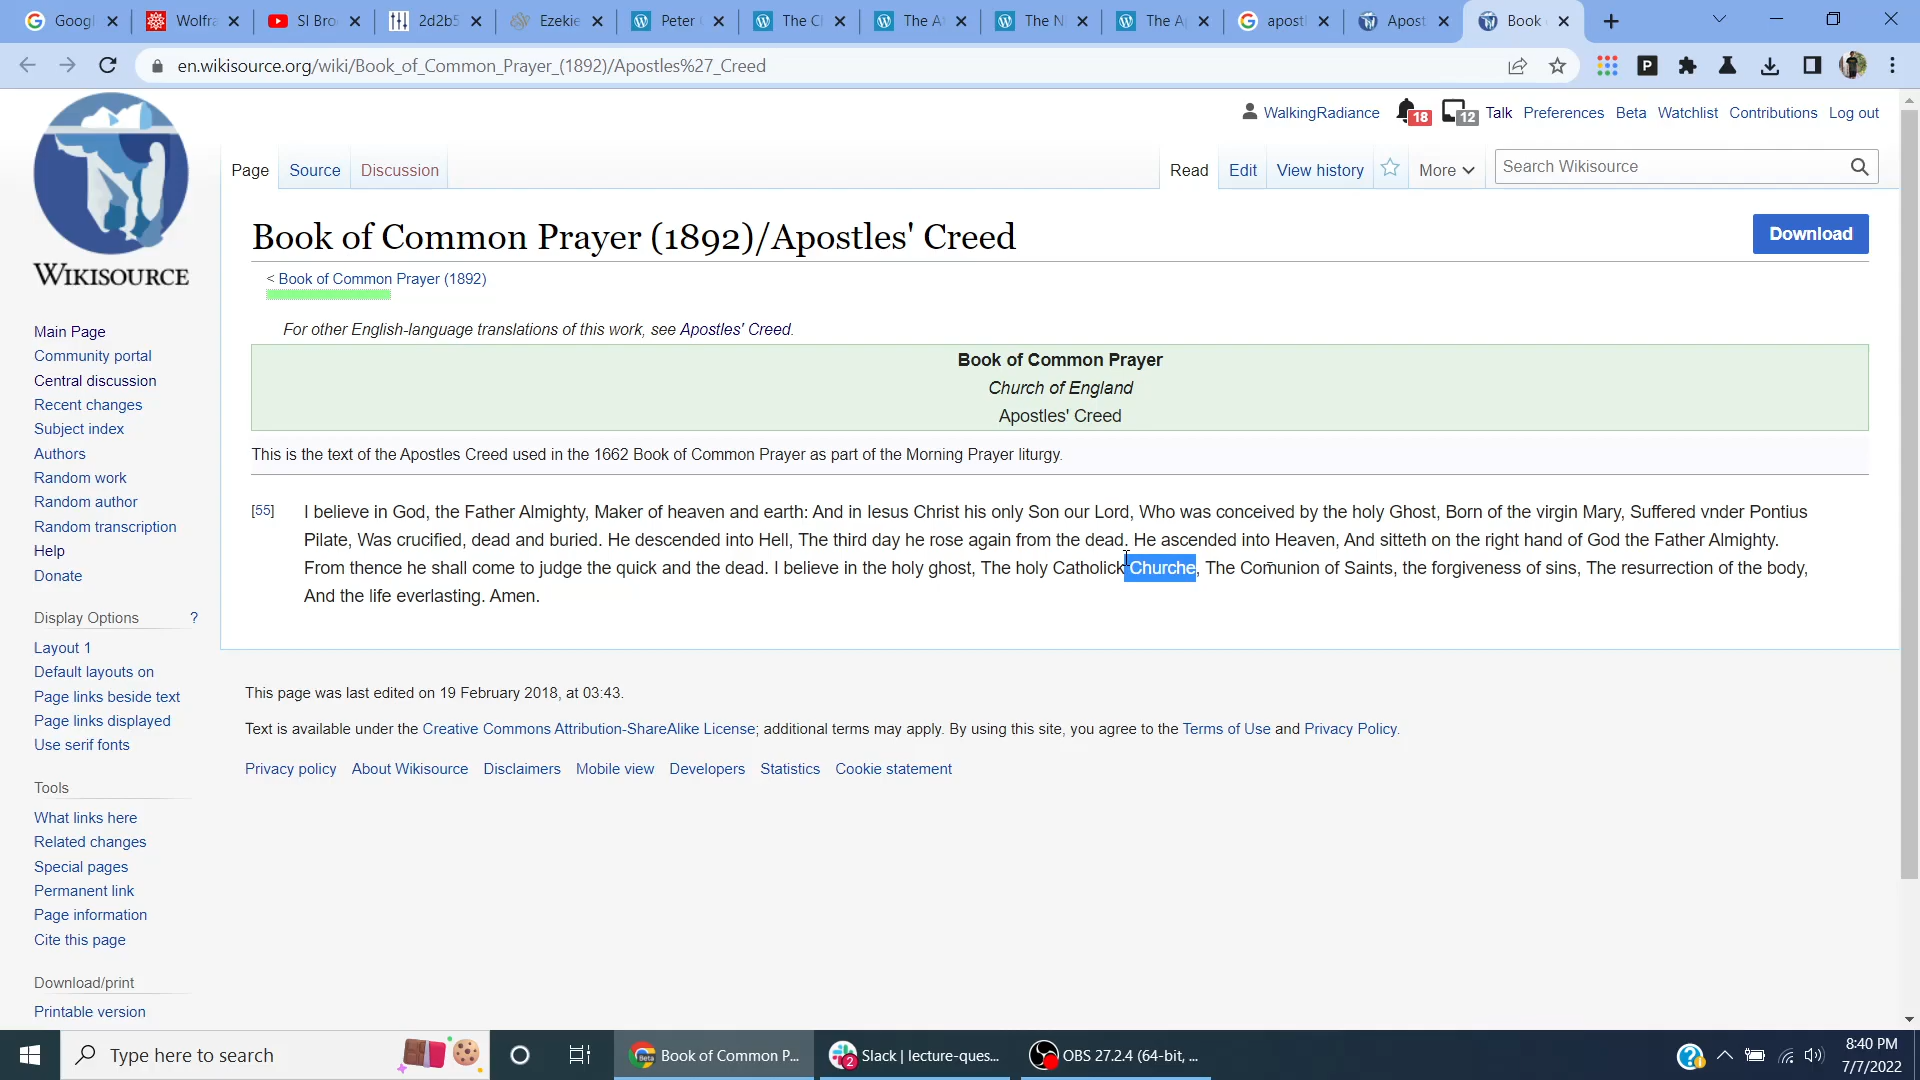 Googl
Wolfra
SI Bro
2d2b5
Ezekie
Peter
The C
The A
The N
The A
apostl
Apost
Book
en.wikisource.org/wiki/Book_of_Common_Prayer_(1892)/Apostles%27_Creed
WalkingRadiance 18 12 Talk Preferences Beta Watchlist Contributions Log out
Page Source Discussion Read Edit View history More Search Wikisource
WIKISOURCE
Book of Common Prayer (1892)/Apostles' Creed
Download
< Book of Common Prayer (1892)
For other English-language translations of this work, see Apostles' Creed.
Book of Common Prayer
Church of England
Apostles' Creed
This is the text of the Apostles Creed used in the 1662 Book of Common Prayer as part of the Morning Prayer liturgy.
[55] I believe in God, the Father Almighty, Maker of heaven and earth: And in Iesus Christ his only Son our Lord, Who was conceived by the holy Ghost, Born of the virgin Mary, Suffered vnder Pontius
Pilate, Was crucified, dead and buried. He descended into Hell, The third day he rose again from the dead. He ascended into Heaven, And sitteth on the right hand of God the Father Almighty.
From thence he shall come to judge the quick and the dead. I believe in the holy ghost, The holy Catholick Churche, The Com̄union of Saints, the forgiveness of sins, The resurrection of the body,
And the life everlasting. Amen.
This page was last edited on 19 February 2018, at 03:43.
Text is available under the Creative Commons Attribution-ShareAlike License; additional terms may apply. By using this site, you agree to the Terms of Use and Privacy Policy.
Privacy policy About Wikisource Disclaimers Mobile view Developers Statistics Cookie statement
Main Page
Community portal
Central discussion
Recent changes
Subject index
Authors
Random work
Random author
Random transcription
Help
Donate
Display Options ?
Layout 1
Default layouts on
Page links beside text
Page links displayed
Use serif fonts
Tools
What links here
Related changes
Special pages
Permanent link
Page information
Cite this page
Download/print
Printable version
Type here to search
Book of Common P...
2
Slack | lecture-ques...
OBS 27.2.4 (64-bit, ...
8:40 PM
7/7/2022